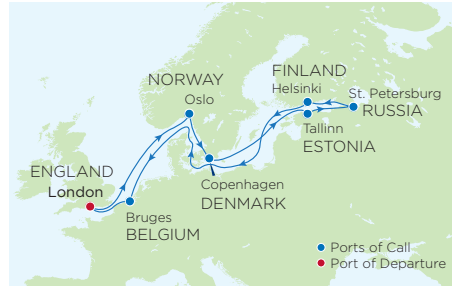 NORWAY
Oslo
FINLAND
Helsinki
St. Petersburg
RUSSIA
Tallinn
ESTONIA
ENGLAND
London
Copenhagen
DENMARK
Bruges
BELGIUM
Ports of Call
Port of Departure